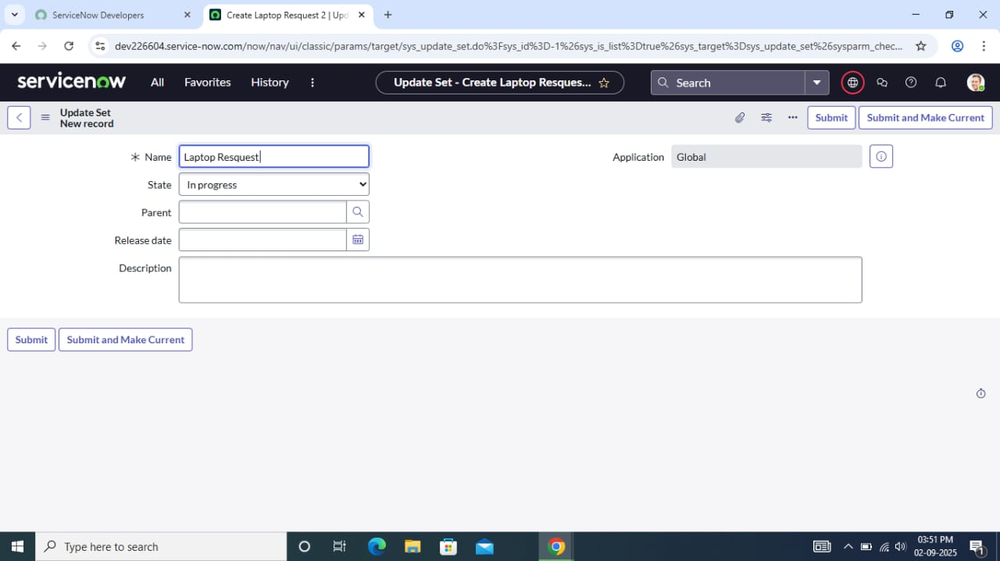 ServiceNow Developers
Create Laptop Resquest 2 | Upd
dev226604.service-now.com/now/nav/ui/classic/params/target/sys_update_set.do%3Fsys_id%3D-1%26sys_is_list%3Dtrue%26sys_target%3Dsys_update_set%26sysparm_chec...
servicenow All Favorites History Update Set - Create Laptop Resques... Search
Update Set
New record
Submit Submit and Make Current
Name Laptop Resquest Application Global
State In progress
Parent
Release date
Description
Submit Submit and Make Current
Type here to search
03:51 PM
02-09-2025
1